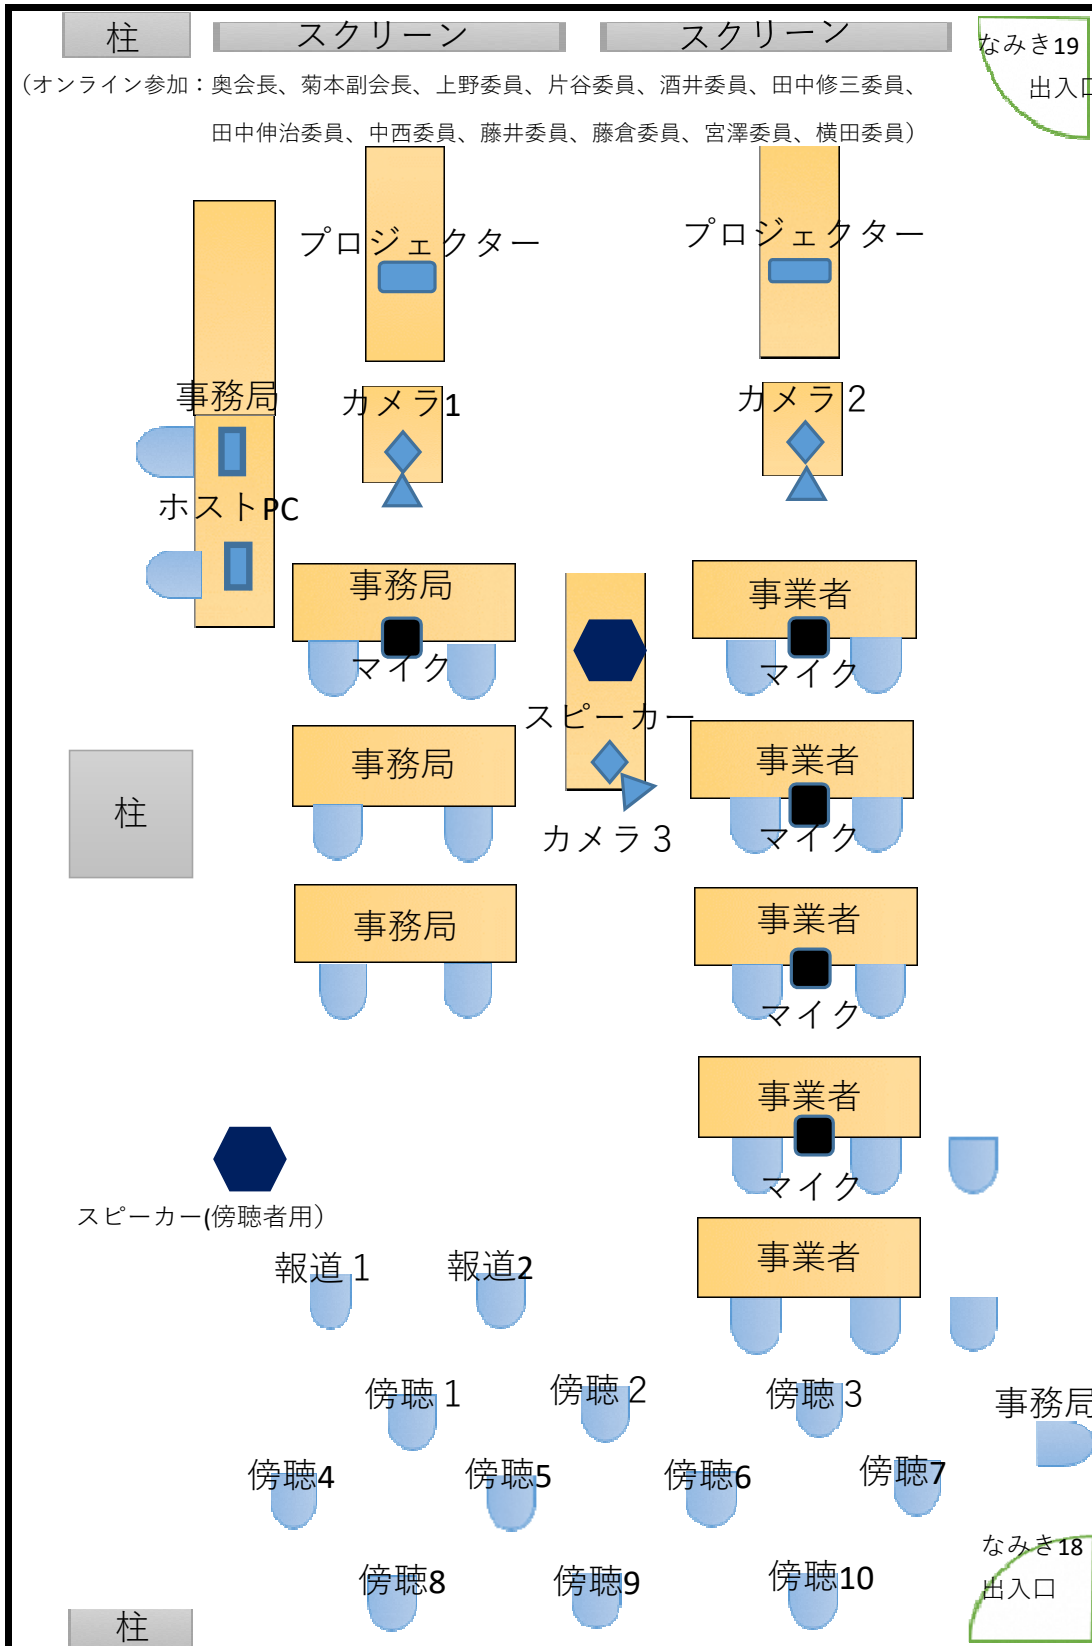 柱
スクリーン
スクリーン
なみき19
出入口
(オンライン参加：奥会長、菊本副会長、上野委員、片谷委員、酒井委員、田中修三委員、
田中伸治委員、中西委員、藤井委員、藤倉委員、宮澤委員、横田委員)
プロジェクター
プロジェクター
事務局
カメラ1
カメラ２
ホストPC
事務局
マイク
事業者
マイク
スピーカー
事務局
事業者
マイク
柱
カメラ３
事務局
事業者
マイク
事業者
マイク
スピーカー(傍聴者用）
報道１
報道2
事業者
傍聴１
傍聴２
傍聴３
事務局
傍聴4
傍聴5
傍聴6
傍聴7
なみき18
出入口
傍聴8
傍聴9
傍聴10
柱